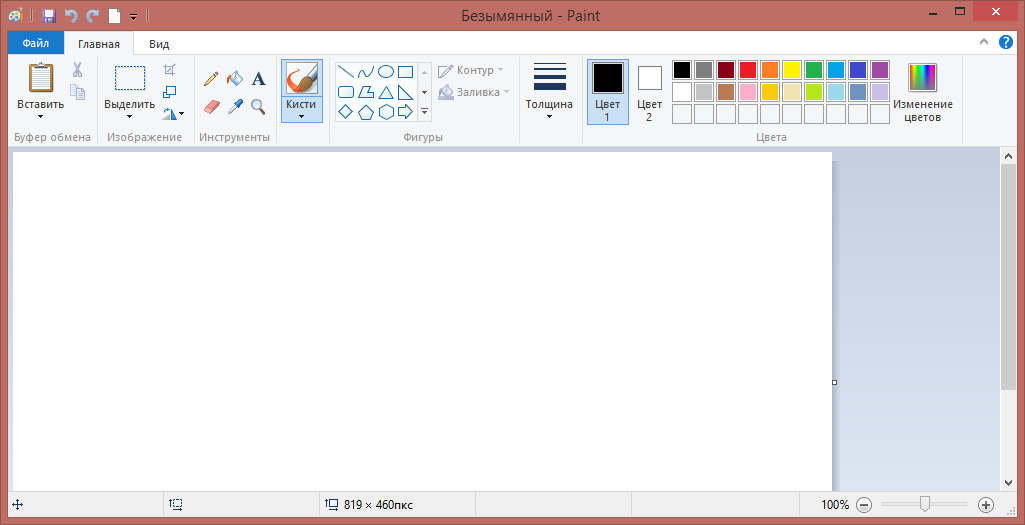 Безымянный - Paint
Файл
Главная
Вид
Вставить
Буфер обмена
Выделить
Изображение
A
Инструменты
Кисти
Контур
Заливка
Фигуры
Толщина
Цвет
1
Цвет
2
Изменение
цветов
Цвета
819 × 460пкс
100%